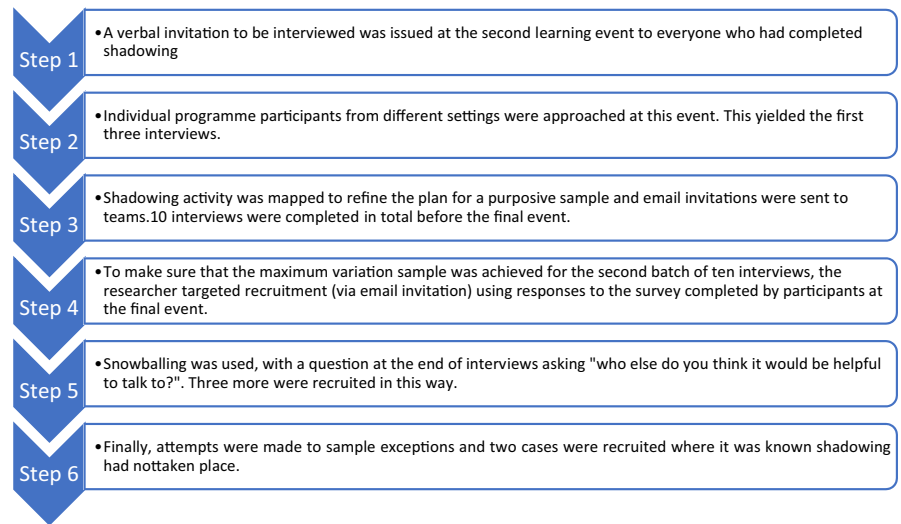 Step 1
•A verbal invitation to be interviewed was issued at the second learning event to everyone who had completed
shadowing
Step 2
•Individual programme participants from different settings were approached at this event. This yielded the first
three interviews.
Step 3
•Shadowing activity was mapped to refine the plan for a purposive sample and email invitations were sent to
teams.10 interviews were completed in total before the final event.
Step 4
•To make sure that the maximum variation sample was achieved for the second batch of ten interviews, the
researcher targeted recruitment (via email invitation) using responses to the survey completed by participants at
the final event.
Step 5
•Snowballing was used, with a question at the end of interviews asking "who else do you think it would be helpful
to talk to?". Three more were recruited in this way.
Step 6
•Finally, attempts were made to sample exceptions and two cases were recruited where it was known shadowing
had nottaken place.